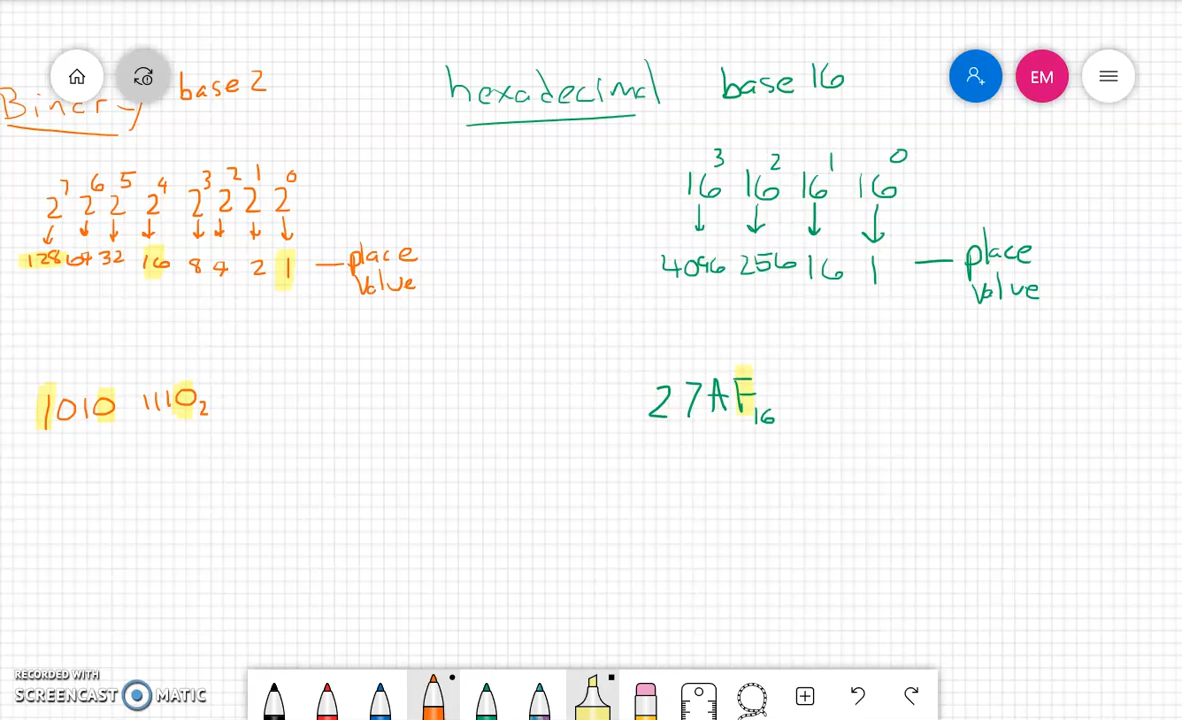 Binary base 2
2^7 2^6 2^5 2^4 2^3 2^2 2^1 2^0
128 64 32 16 8 4 2 1 — place value
1010 1110₂
hexadecimal base 16
16^3 16^2 16^1 16^0
4096 256 16 1 — place value
27AF₁₆
EM
RECORDED WITH
SCREENCAST MATIC